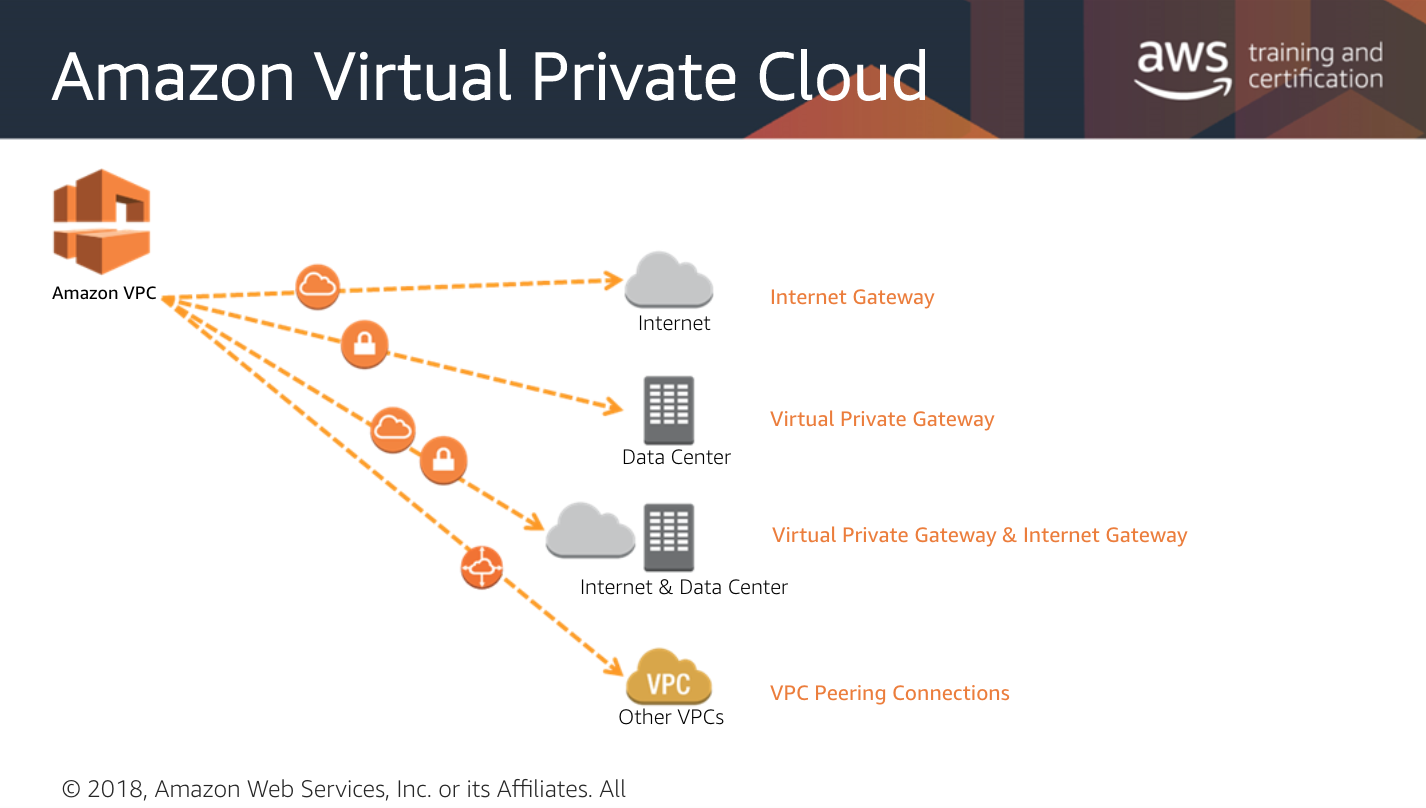 Amazon Virtual Private Cloud
aws training and
certification
Amazon VPC
Internet
Internet Gateway
Data Center
Virtual Private Gateway
Internet & Data Center
Virtual Private Gateway & Internet Gateway
VPC
Other VPCs
VPC Peering Connections
© 2018, Amazon Web Services, Inc. or its Affiliates. All